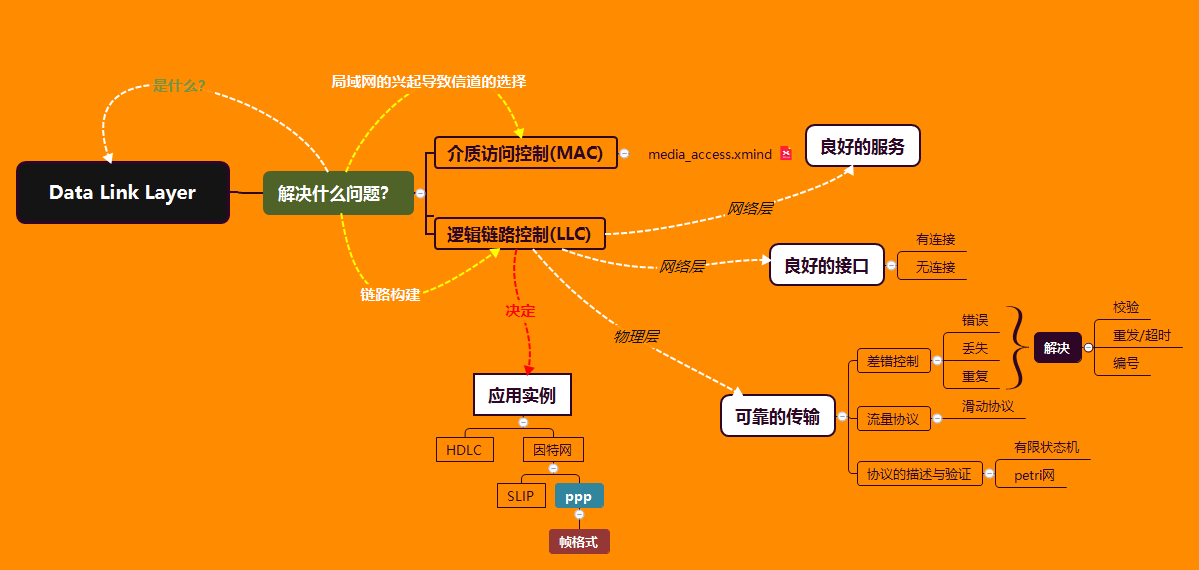 是什么?
局域网的兴起导致信道的选择
Data Link Layer
解决什么问题?
介质访问控制(MAC)
media_access.xmind
良好的服务
逻辑链路控制(LLC)
网络层
网络层
良好的接口
有连接
无连接
链路构建
决定
物理层
应用实例
HDLC
因特网
SLIP
ppp
帧格式
可靠的传输
差错控制
错误
丢失
重复
解决
校验
重发/超时
编号
流量协议
滑动协议
协议的描述与验证
有限状态机
petri网